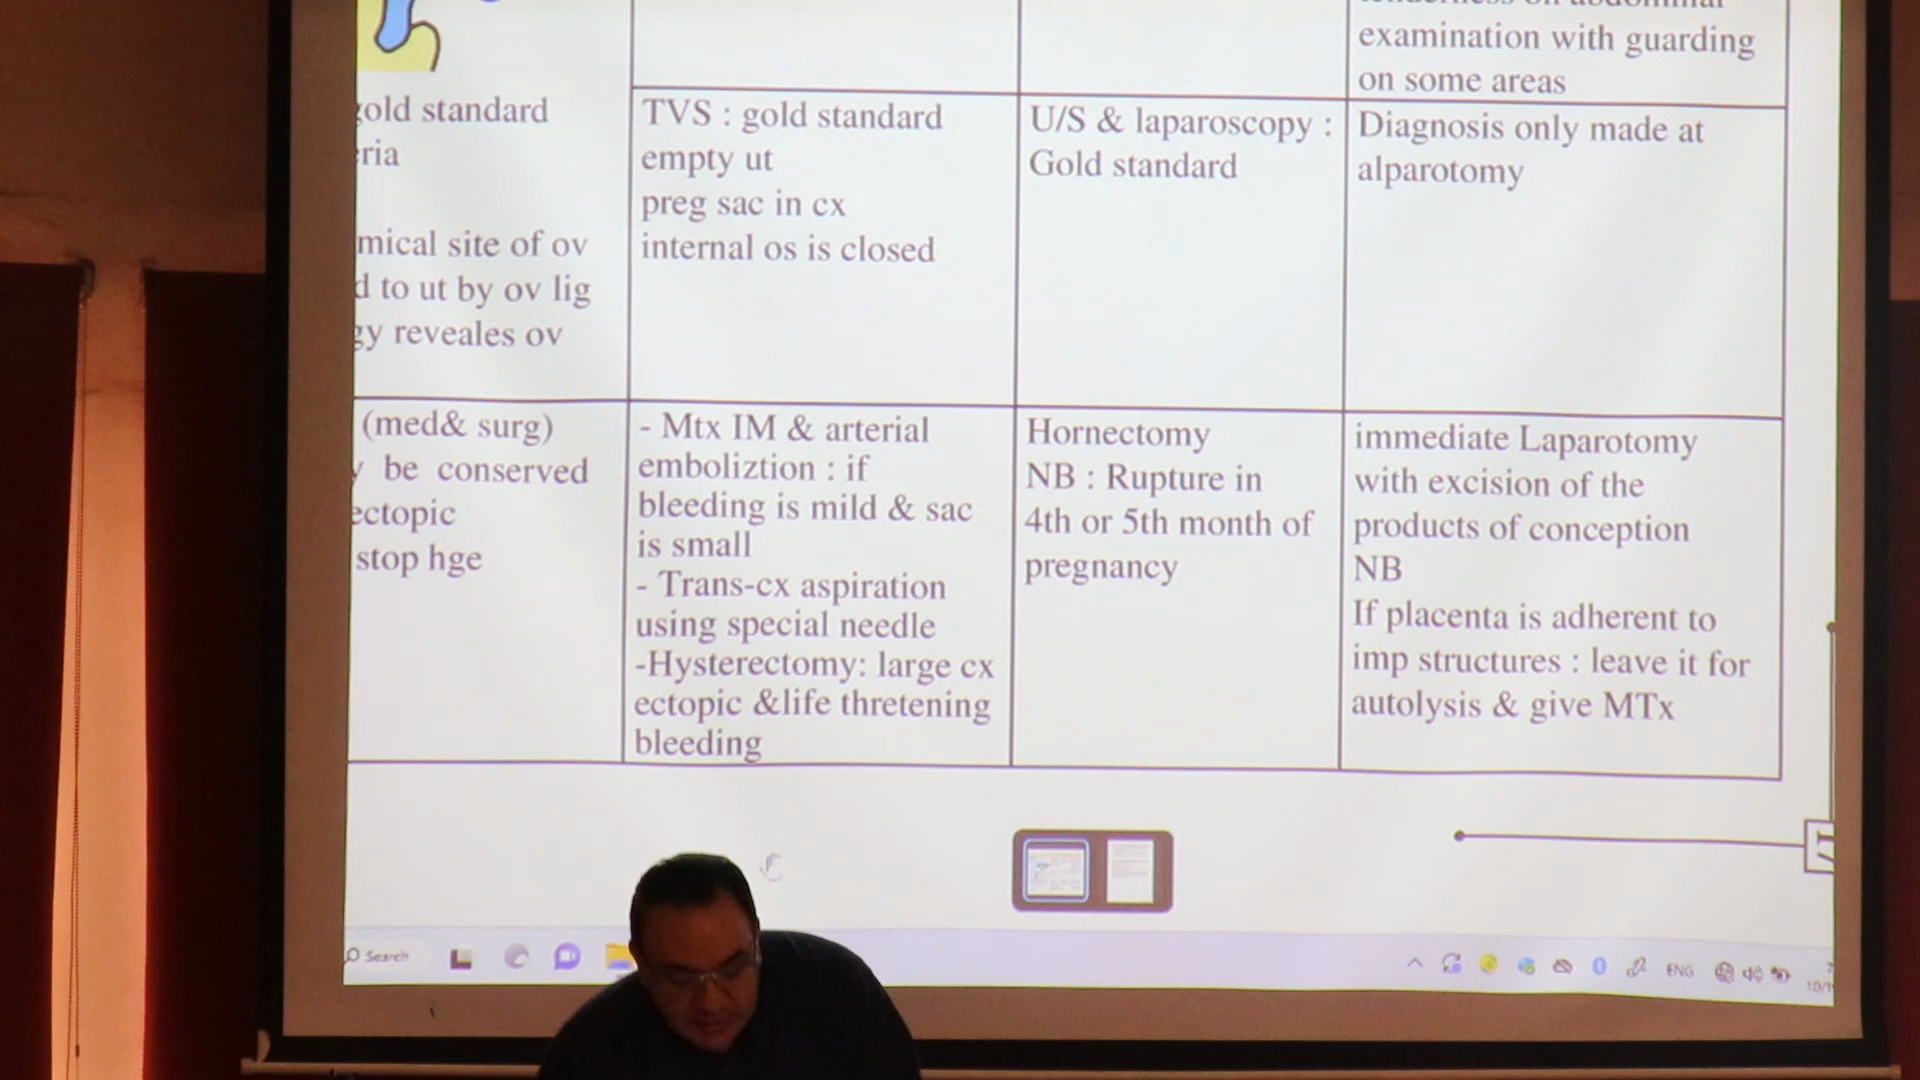 examination with guarding
on some areas
gold standard
mical site of ov
to ut by ov lig
reveales ov
TVS : gold standard
empty ut
preg sac in cx
internal os is closed
U/S & laparoscopy :
Gold standard
Diagnosis only made at
alparotomy
(med& surg)
be conserved
ectopic
stop hge
- Mtx IM & arterial
emboliztion : if
bleeding is mild & sac
is small
- Trans-cx aspiration
using special needle
-Hysterectomy: large cx
ectopic &life thretening
bleeding
Hornectomy
NB : Rupture in
4th or 5th month of
pregnancy
immediate Laparotomy
with excision of the
products of conception
NB
If placenta is adherent to
imp structures : leave it for
autolysis & give MTx
Search
ENG